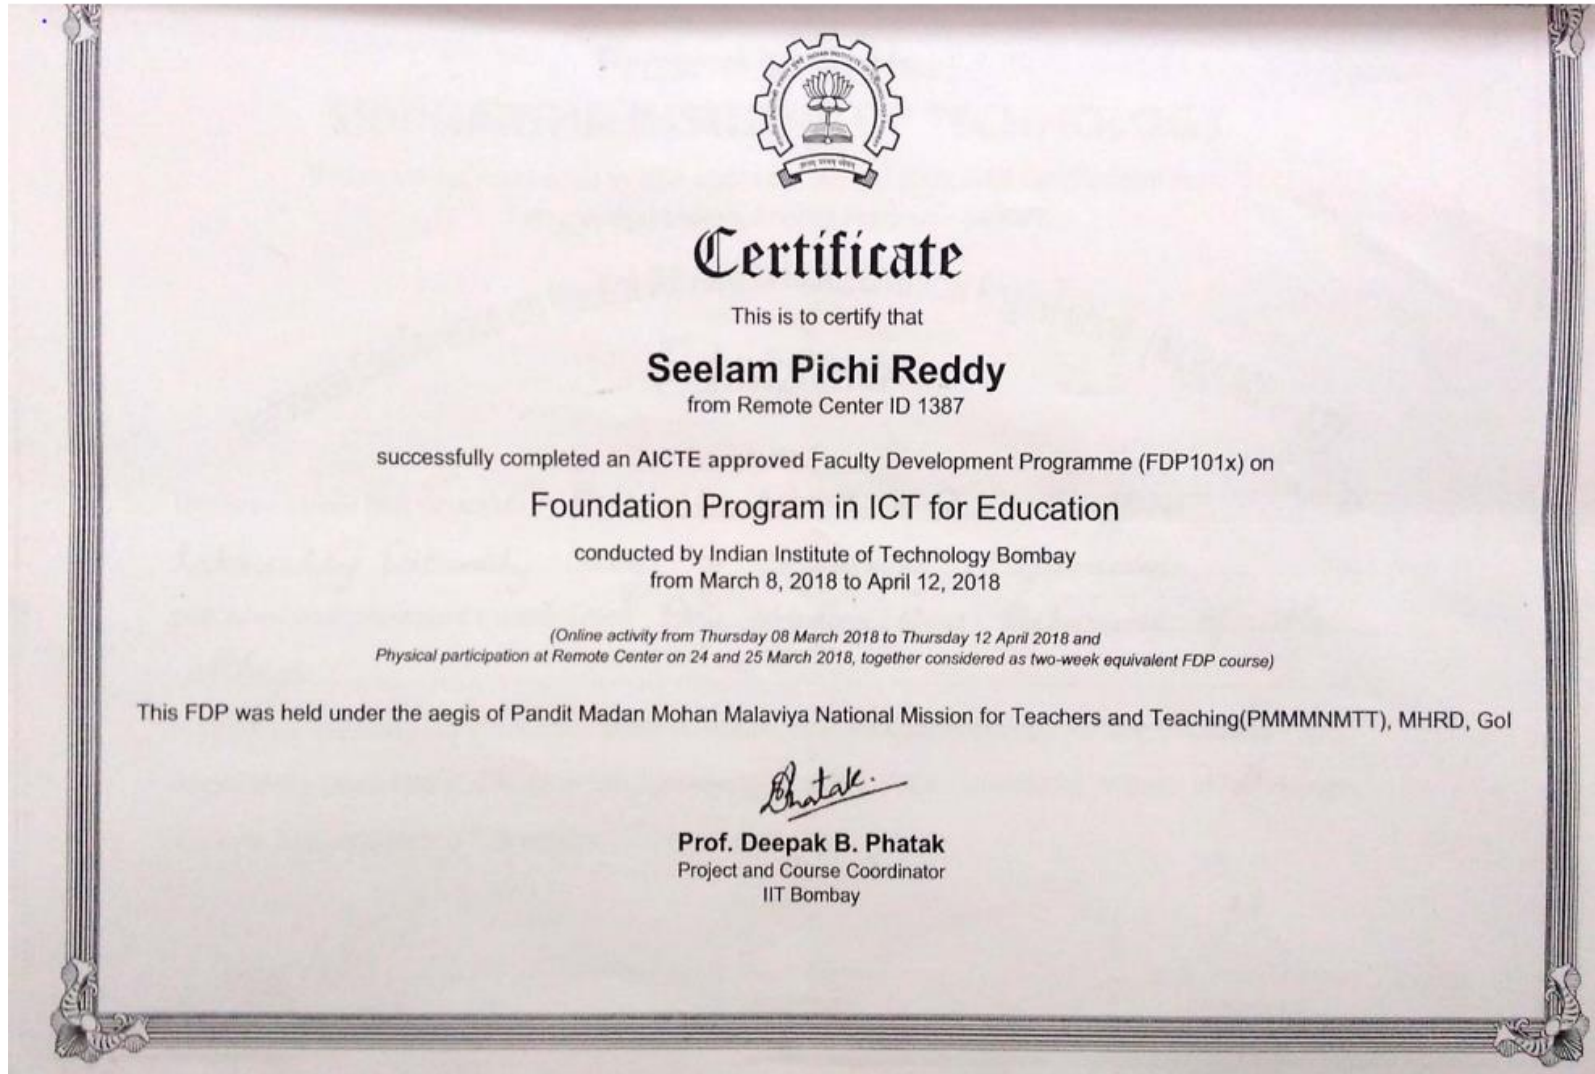 Certificate
This is to certify that
Seelam Pichi Reddy
from Remote Center ID 1387
successfully completed an AICTE approved Faculty Development Programme (FDP101x) on
Foundation Program in ICT for Education
conducted by Indian Institute of Technology Bombay
from March 8, 2018 to April 12, 2018
(Online activity from Thursday 08 March 2018 to Thursday 12 April 2018 and
Physical participation at Remote Center on 24 and 25 March 2018, together considered as two-week equivalent FDP course)
This FDP was held under the aegis of Pandit Madan Mohan Malaviya National Mission for Teachers and Teaching(PMMMNMTT), MHRD, GoI
Phatak.
Prof. Deepak B. Phatak
Project and Course Coordinator
IIT Bombay